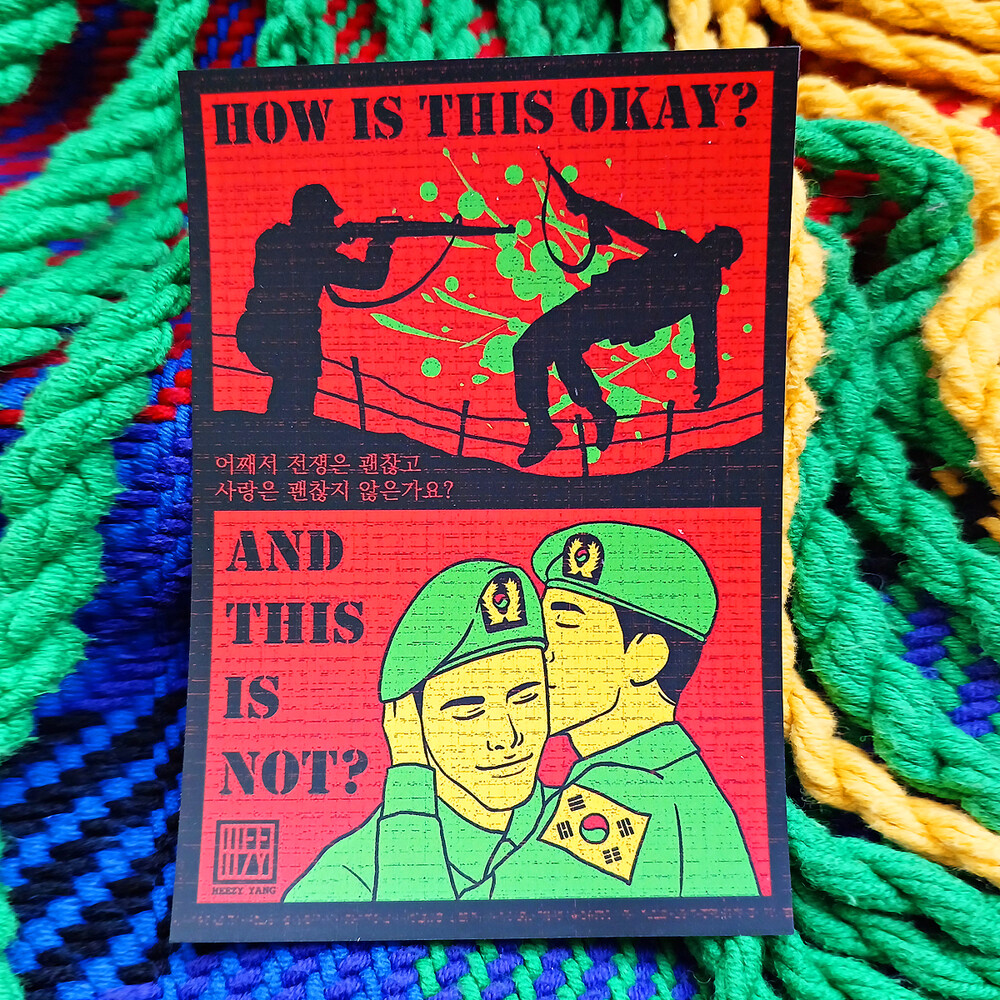 HOW IS THIS OKAY?
어째서 전쟁은 괜찮고
사랑은 괜찮지 않은가요?
AND
THIS
IS
NOT?
HEEZY YANG